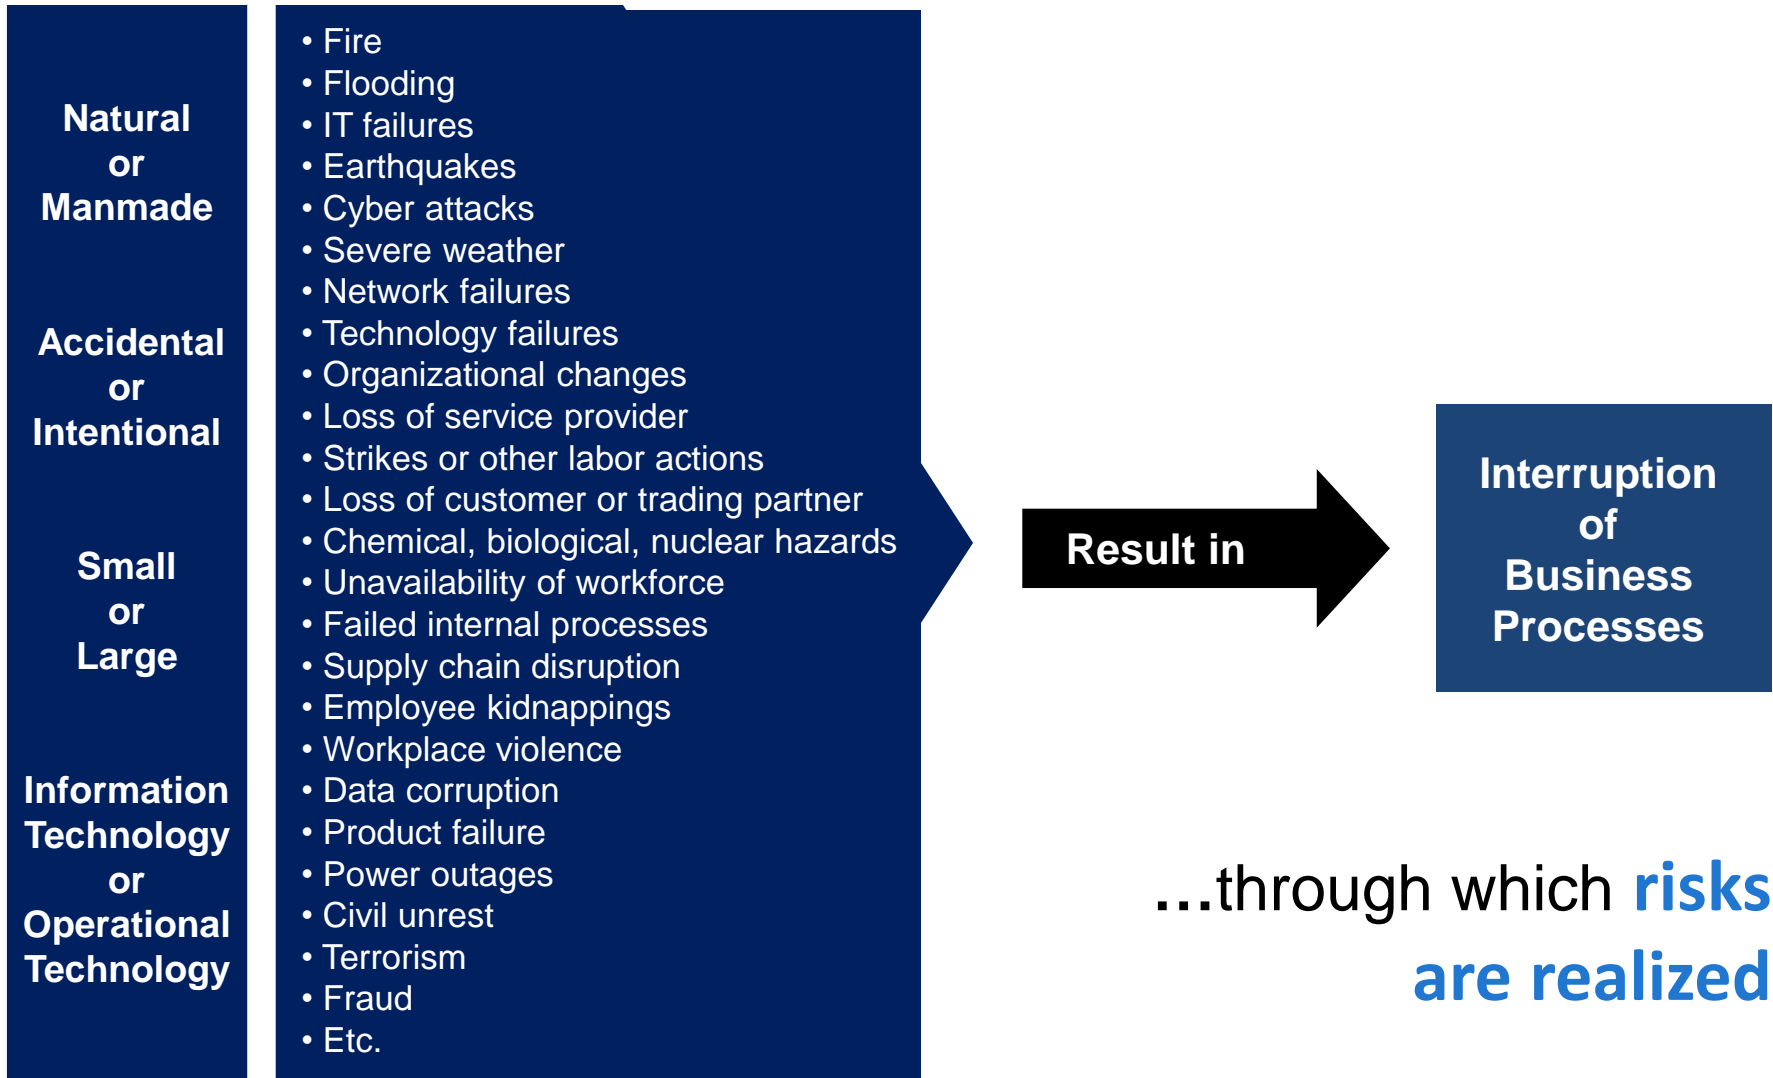 Natural
or
Manmade
Accidental
or
Intentional
Small
or
Large
Information
Technology
or
Operational
Technology
• Fire
• Flooding
• IT failures
• Earthquakes
• Cyber attacks
• Severe weather
• Network failures
• Technology failures
• Organizational changes
• Loss of service provider
• Strikes or other labor actions
• Loss of customer or trading partner
• Chemical, biological, nuclear hazards
• Unavailability of workforce
• Failed internal processes
• Supply chain disruption
• Employee kidnappings
• Workplace violence
• Data corruption
• Product failure
• Power outages
• Civil unrest
• Terrorism
• Fraud
• Etc.
Result in
Interruption
of
Business
Processes
...through which risks
are realized